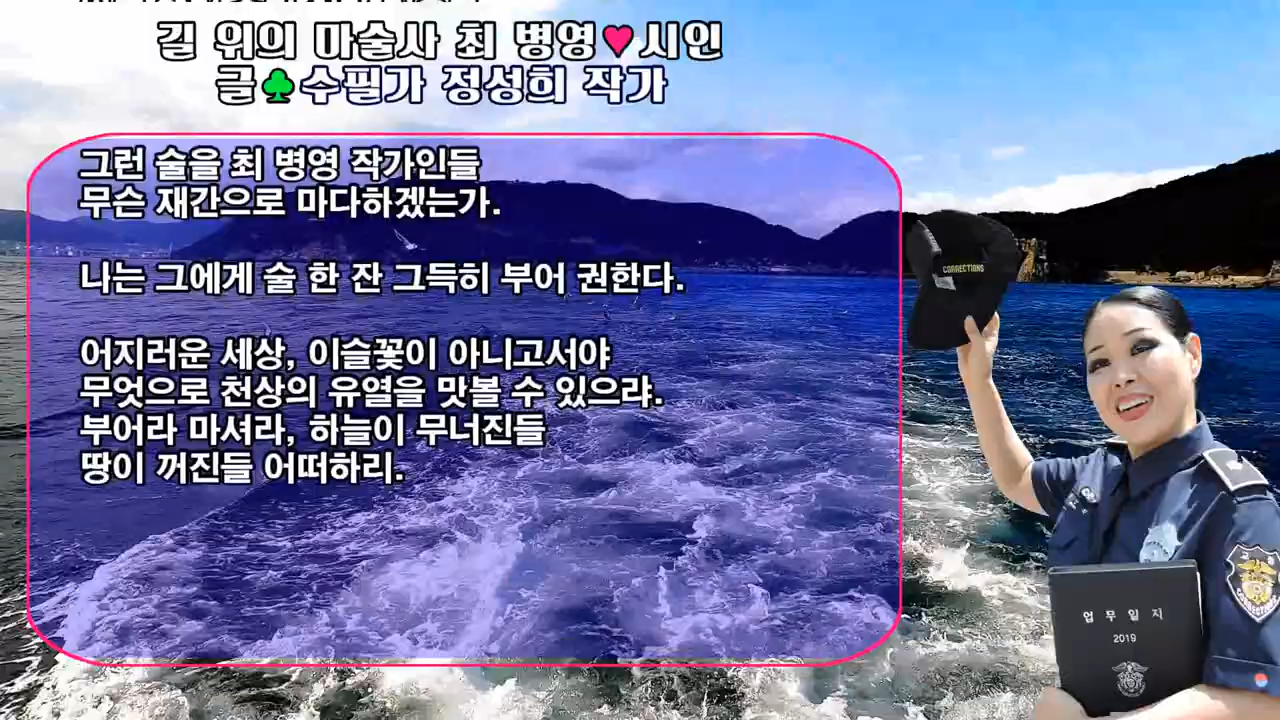 길 위의 마술사 최 병영♥시인
글♣수필가 정성희 작가
그런 술을 최 병영 작가인들
무슨 재간으로 마다하겠는가.
나는 그에게 술 한 잔 그득히 부어 권한다.
어지러운 세상, 이슬꽃이 아니고서야
무엇으로 천상의 유열을 맛볼 수 있으랴.
부어라 마셔라, 하늘이 무너진들
땅이 꺼진들 어떠하리.
CORRECTIONS
업무일지
2019